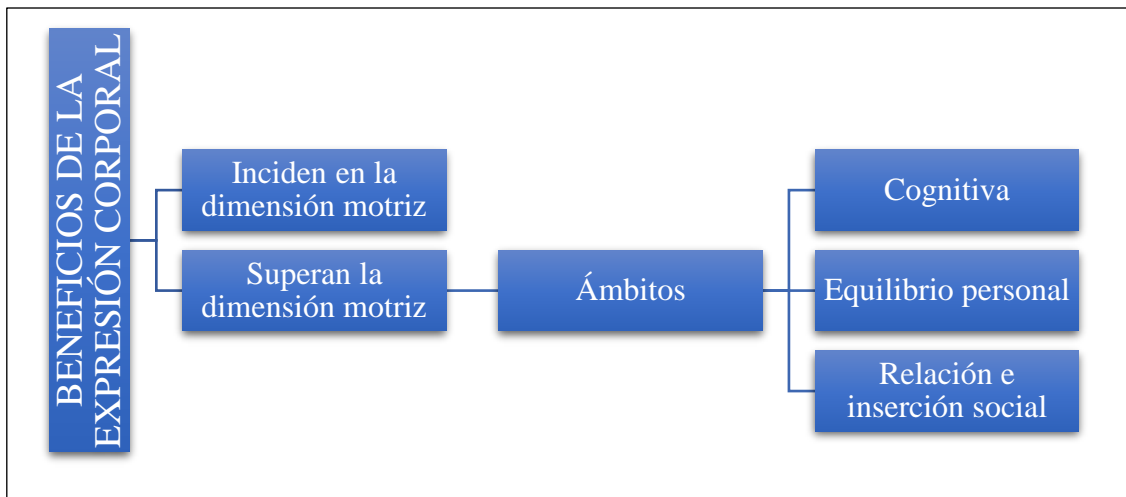 BENEFICIOS DE LA
EXPRESIÓN CORPORAL
Inciden en la
dimensión motriz
Superan la
dimensión motriz
Ámbitos
Cognitiva
Equilibrio personal
Relación e
inserción social